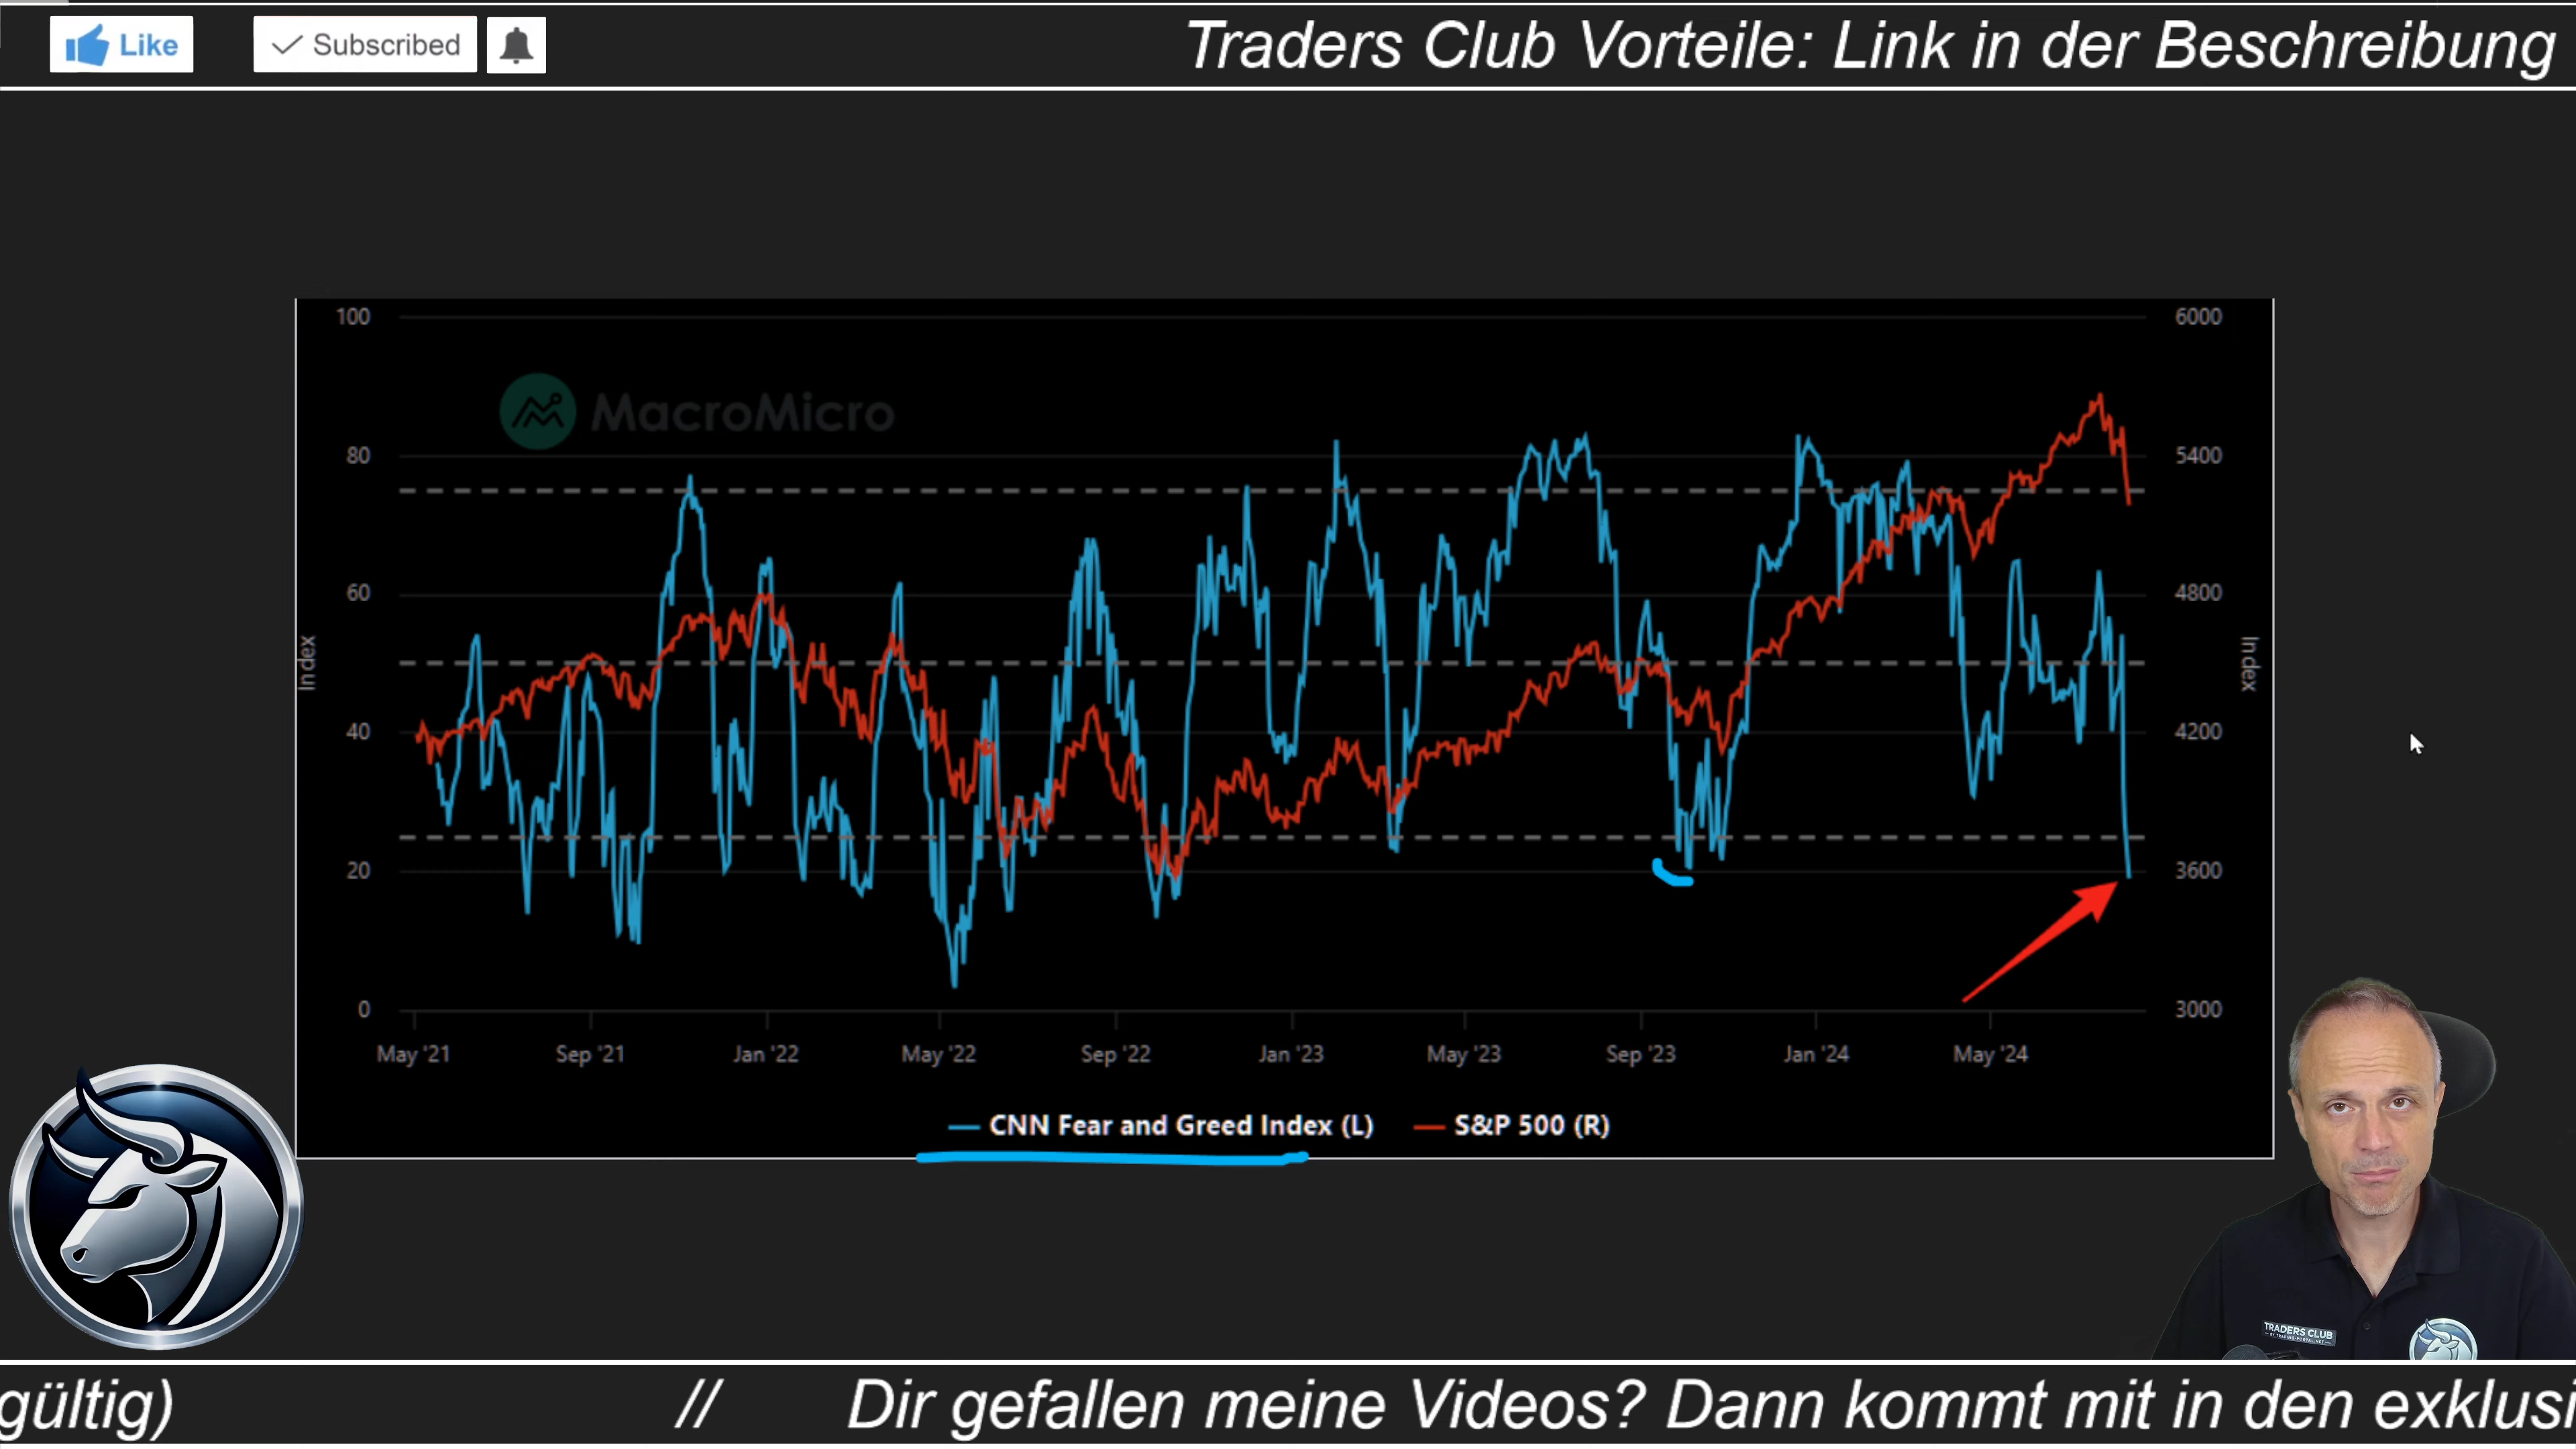 Like
Subscribed
Traders Club Vorteile: Link in der Beschreibung
MacroMicro
100
80
60
40
20
0
Index
6000
5400
4800
4200
3600
3000
Index
May '21
Sep '21
Jan '22
May '22
Sep '22
Jan '23
May '23
Sep '23
Jan '24
May '24
CNN Fear and Greed Index (L)
S&P 500 (R)
TRADERS CLUB
gültig) // Dir gefallen meine Videos? Dann kommt mit in den exklusi